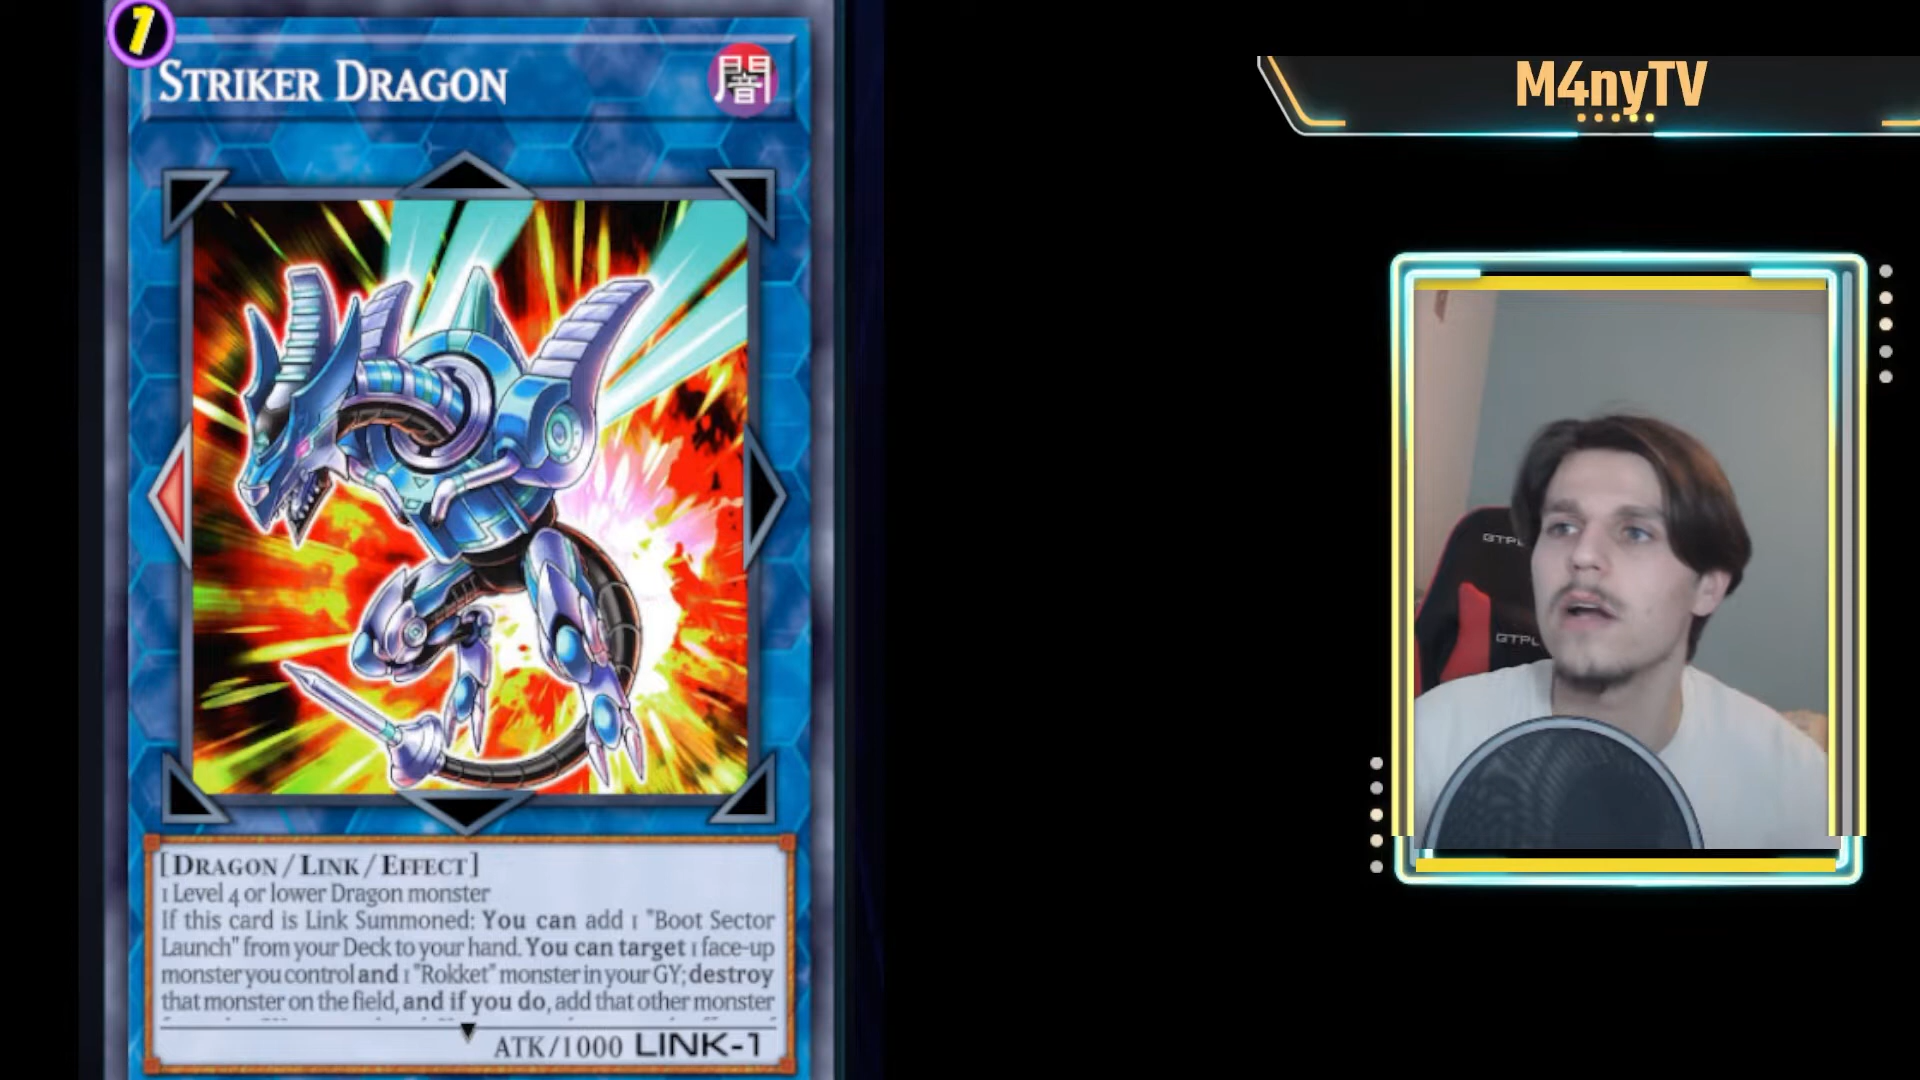 1
STRIKER DRAGON
闇
M4nyTV
GTPL
GTPL
[DRAGON/LINK/EFFECT]
1 Level 4 or lower Dragon monster
If this card is Link Summoned: You can add 1 "Boot Sector
Launch" from your Deck to your hand. You can target 1 face-up
monster you control and 1 "Rokket" monster in your GY; destroy
that monster on the field, and if you do, add that other monster
ATK/1000 LINK-1